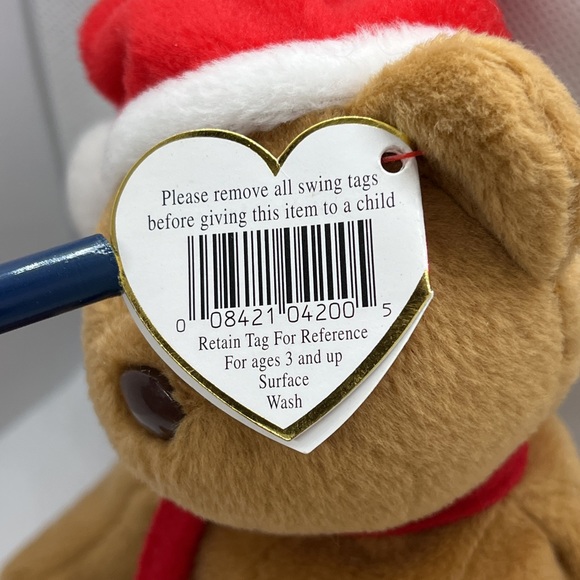 Please remove all swing tags
before giving this item to a child
0 08421 04200 5
Retain Tag For Reference
For ages 3 and up
Surface
Wash